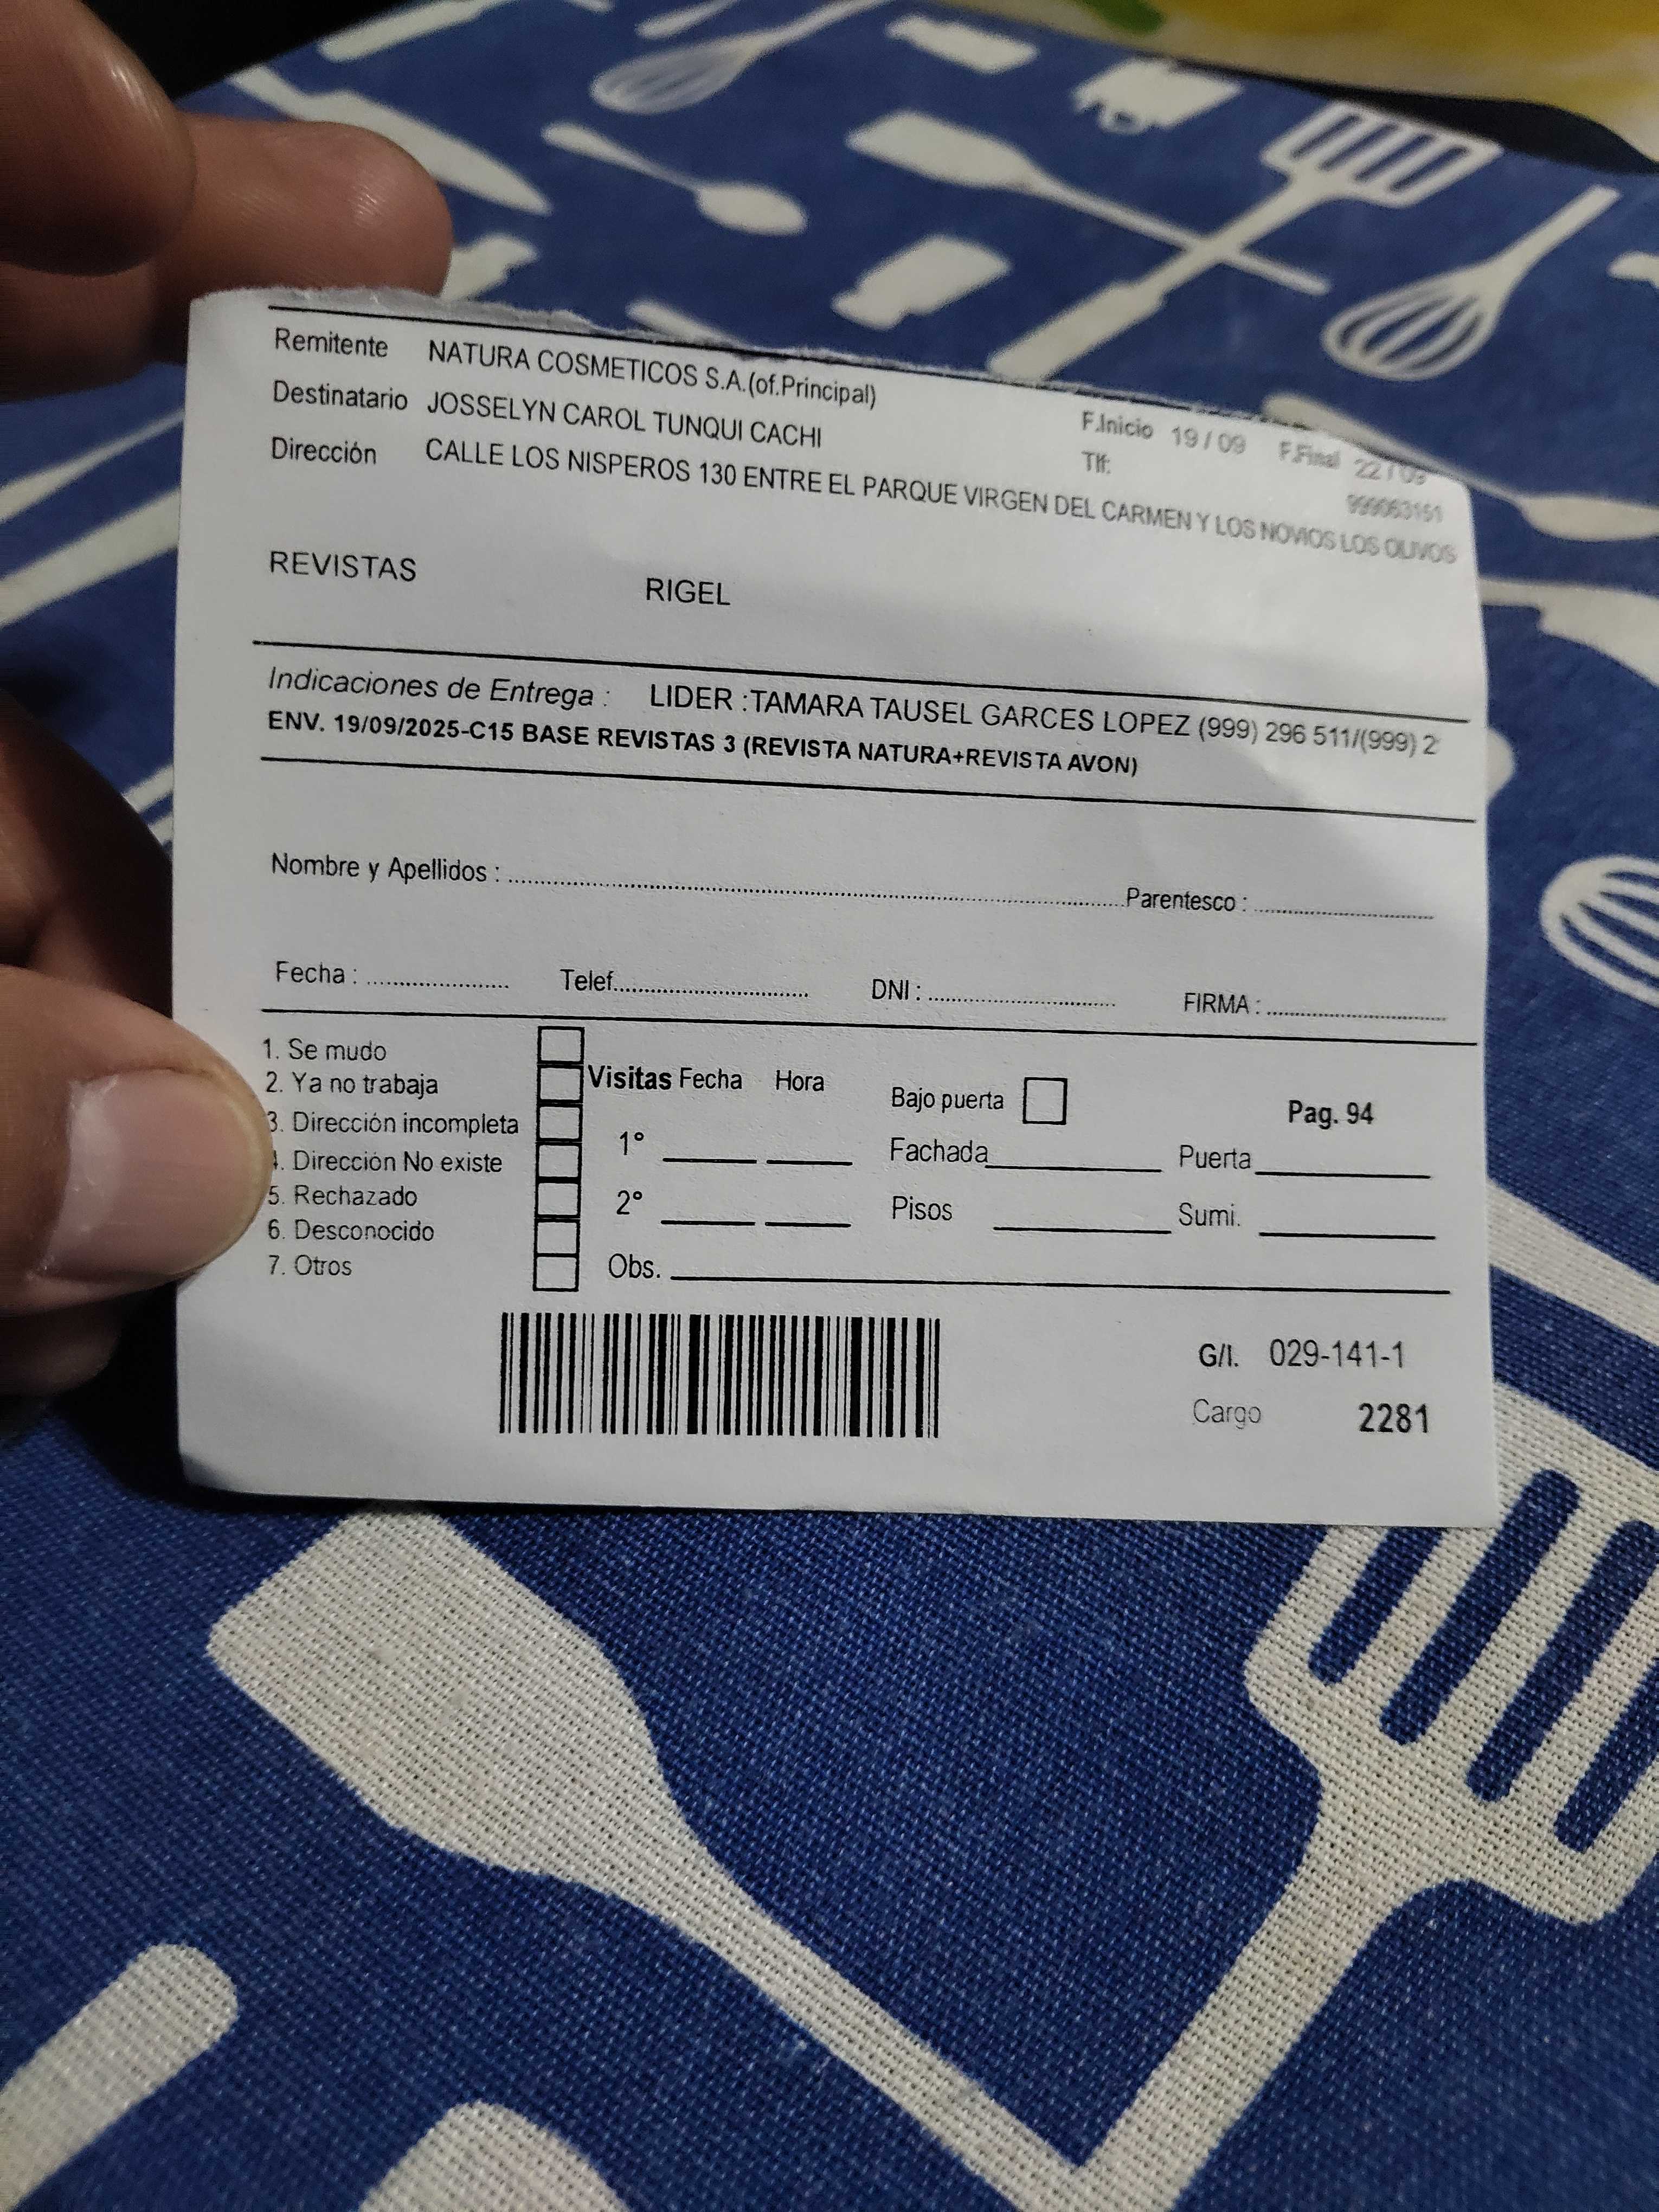 Remitente NATURA COSMETICOS S.A.(of.Principal)
Destinatario JOSSELYN CAROL TUNQUI CACHI F.Inicio 19 / 09 F.Final 22 / 09
Tlf: 999063151
Dirección CALLE LOS NISPEROS 130 ENTRE EL PARQUE VIRGEN DEL CARMEN Y LOS NOVIOS LOS OLIVOS
REVISTAS RIGEL
Indicaciones de Entrega : LIDER :TAMARA TAUSEL GARCES LOPEZ (999) 296 511/(999) 2
ENV. 19/09/2025-C15 BASE REVISTAS 3 (REVISTA NATURA+REVISTA AVON)
Nombre y Apellidos : Parentesco :
Fecha : Telef. DNI : FIRMA :
1. Se mudo
2. Ya no trabaja Visitas Fecha Hora Bajo puerta Pag. 94
3. Dirección incompleta 1° Fachada Puerta
4. Dirección No existe
5. Rechazado 2° Pisos Sumi.
6. Desconocido
7. Otros Obs.
G/I. 029-141-1
Cargo 2281